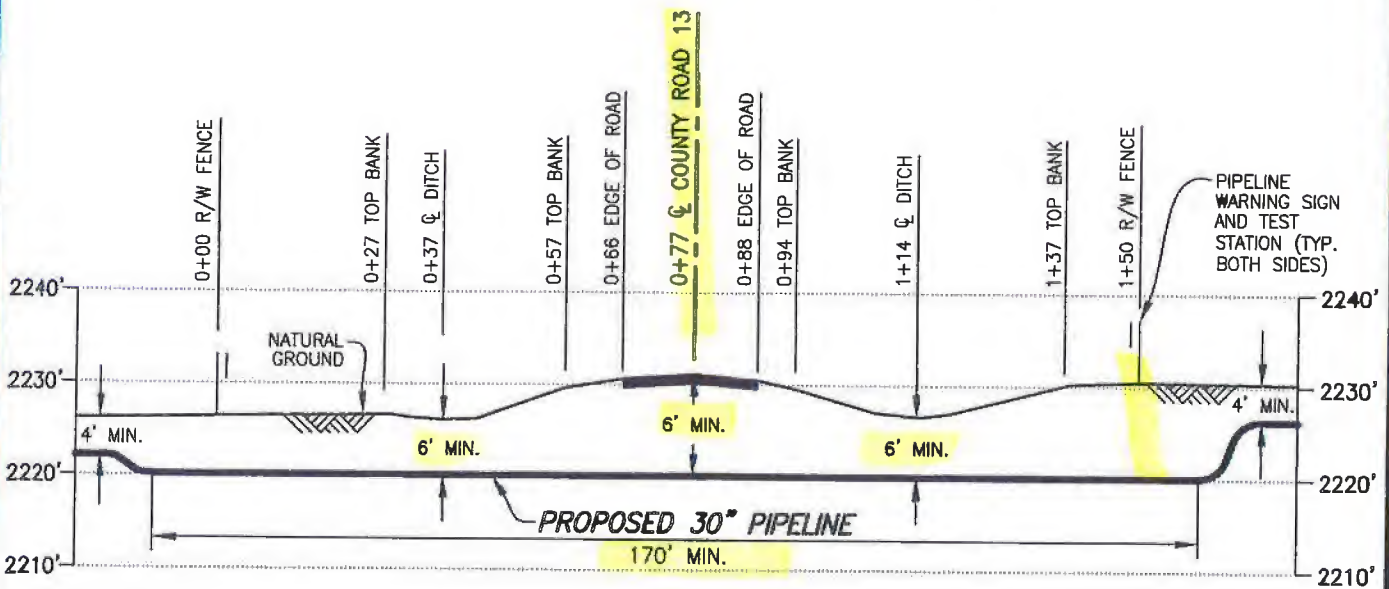 0+00 R/W FENCE
0+27 TOP BANK
0+37 ℄ DITCH
0+57 TOP BANK
0+66 EDGE OF ROAD
0+77 ℄ COUNTY ROAD 13
0+88 EDGE OF ROAD
0+94 TOP BANK
1+14 ℄ DITCH
1+37 TOP BANK
1+50 R/W FENCE
PIPELINE
WARNING SIGN
AND TEST
STATION (TYP.
BOTH SIDES)
2240'
2240'
NATURAL
GROUND
2230'
2230'
4' MIN.
6' MIN.
6' MIN.
6' MIN.
4' MIN.
2220'
2220'
PROPOSED 30" PIPELINE
170' MIN.
2210'
2210'